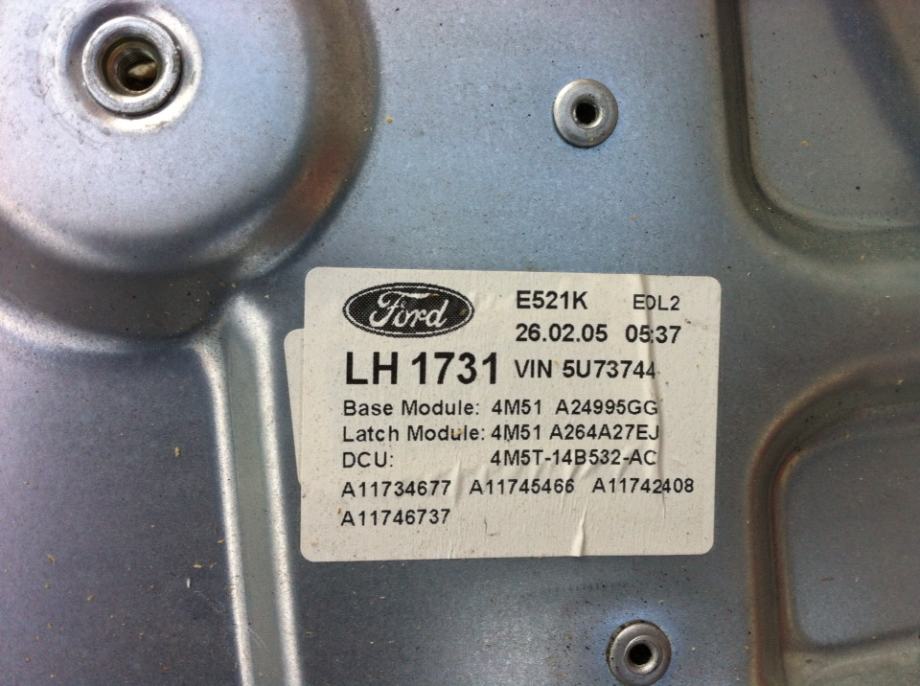 Ford
E521K EOL2
26.02.05 05:37
LH 1731 VIN 5U73744
Base Module: 4M51 A24995GG
Latch Module: 4M51 A264A27EJ
DCU: 4M5T-14B532-AC
A11734677 A11745466 A11742408
A11746737